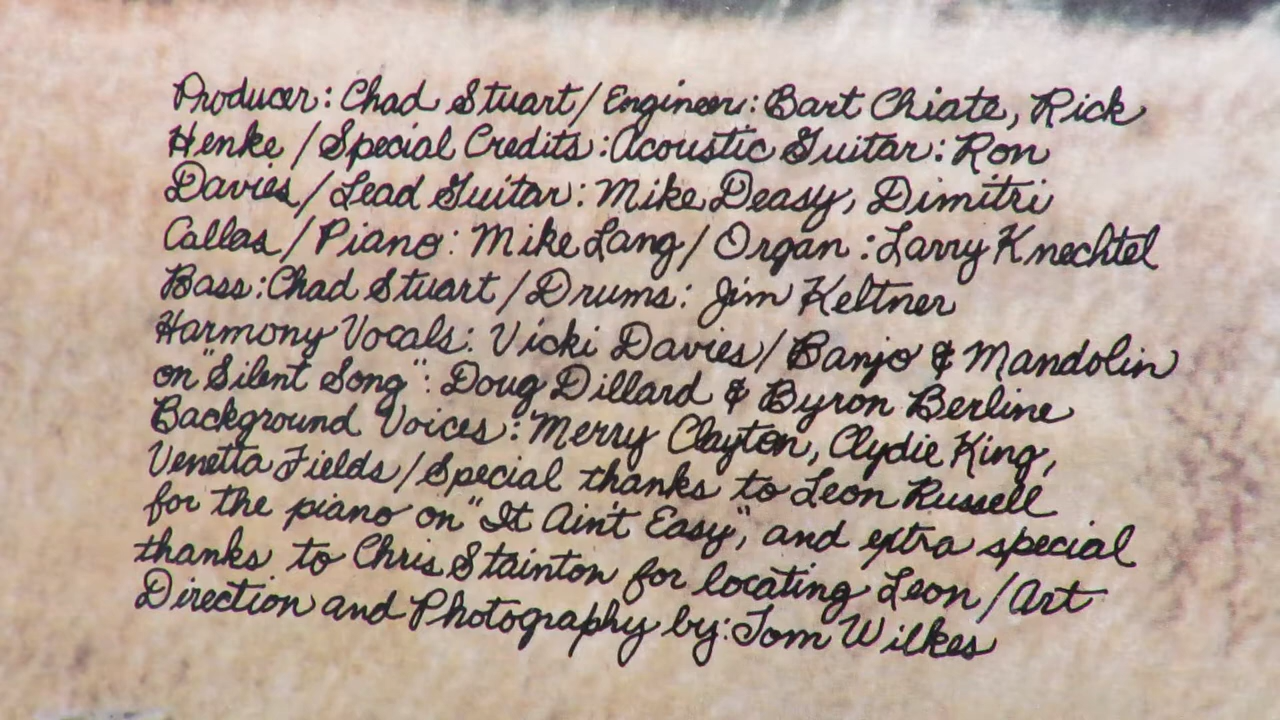 Producer: Chad Stuart/Engineer: Bart Chiate, Rick
Henke/Special Credits: Acoustic Guitar: Ron
Davies/Lead Guitar: Mike Deasy, Dimitri
Callas/Piano: Mike Lang/Organ: Larry Knechtel
Bass: Chad Stuart/Drums: Jim Keltner
Harmony Vocals: Vicki Davies/Banjo & Mandolin
on "Silent Song": Doug Dillard & Byron Berline
Background Voices: Merry Clayton, Clydie King,
Venetta Fields/Special thanks to Leon Russell
for the piano on "It Ain't Easy", and extra special
thanks to Chris Stainton for locating Leon/Art
Direction and Photography by: Tom Wilkes